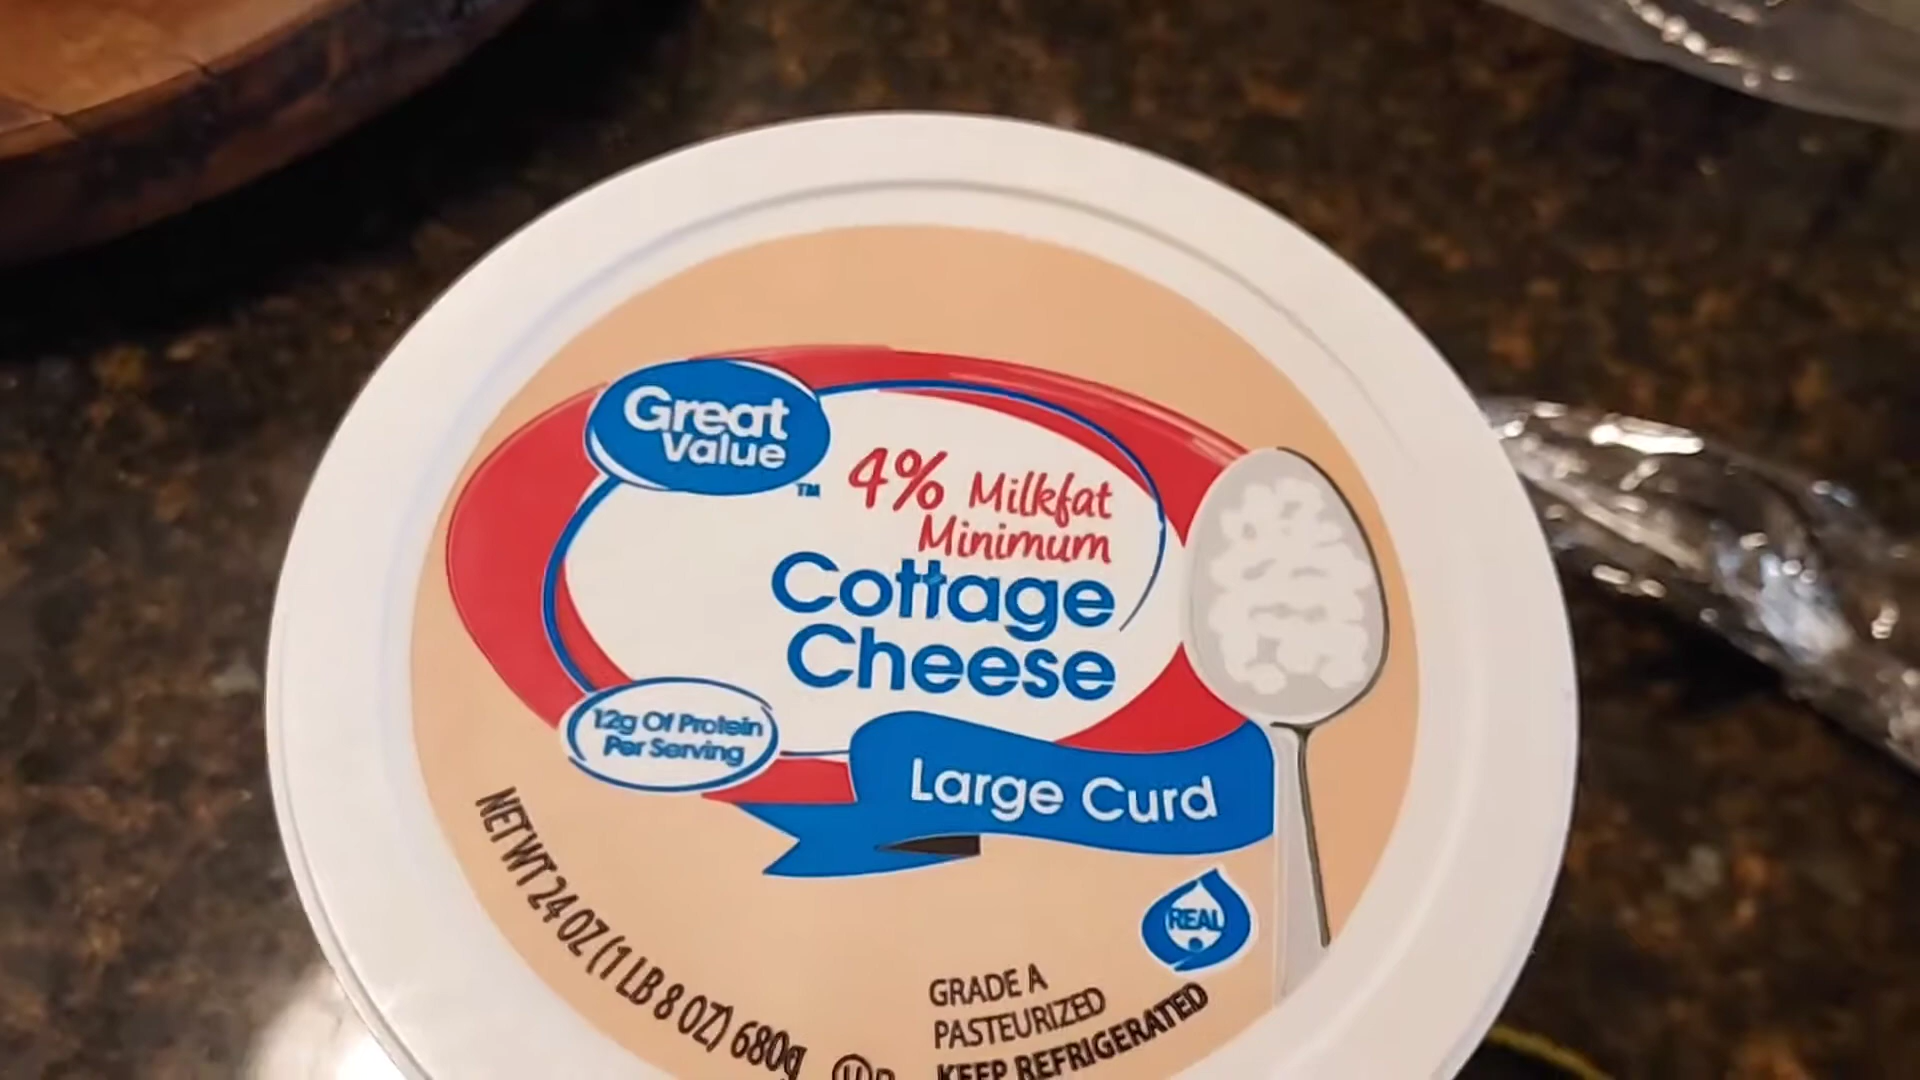 Great
Value
™
4% Milkfat
Minimum
Cottage
Cheese
12g Of Protein
Per Serving
Large Curd
REAL
NET WT 24 OZ (1 LB 8 OZ) 680g
GRADE A
PASTEURIZED
KEEP REFRIGERATED